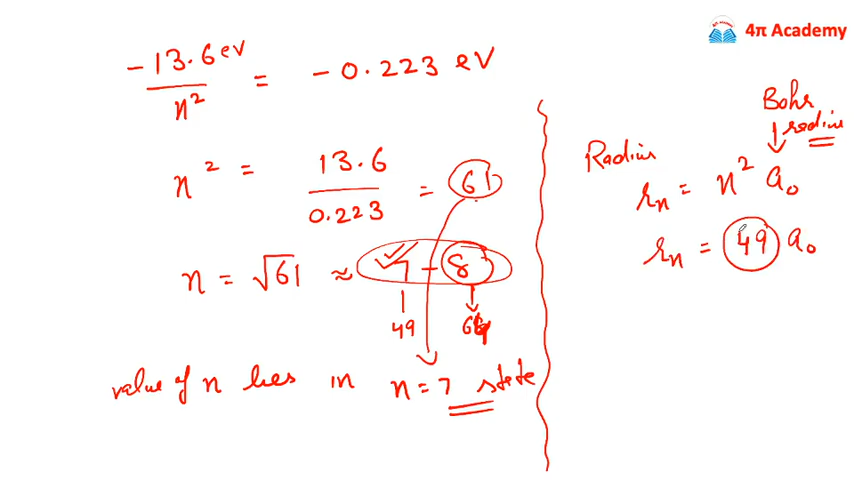 4π Academy
-13.6 ev / n² = -0.223 eV
n² = 13.6 / 0.223 = 61
n = √61 ≈ 7 - 8
49 64
value of n lies in n = 7 state
Bohr
radius
Radius
rn = n² a₀
rn = 49 a₀